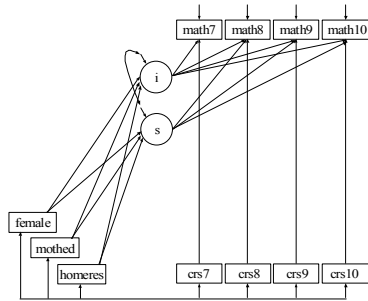 math7 math8 math9 math10
i
s
female
mothed
homeres
crs7 crs8 crs9 crs10